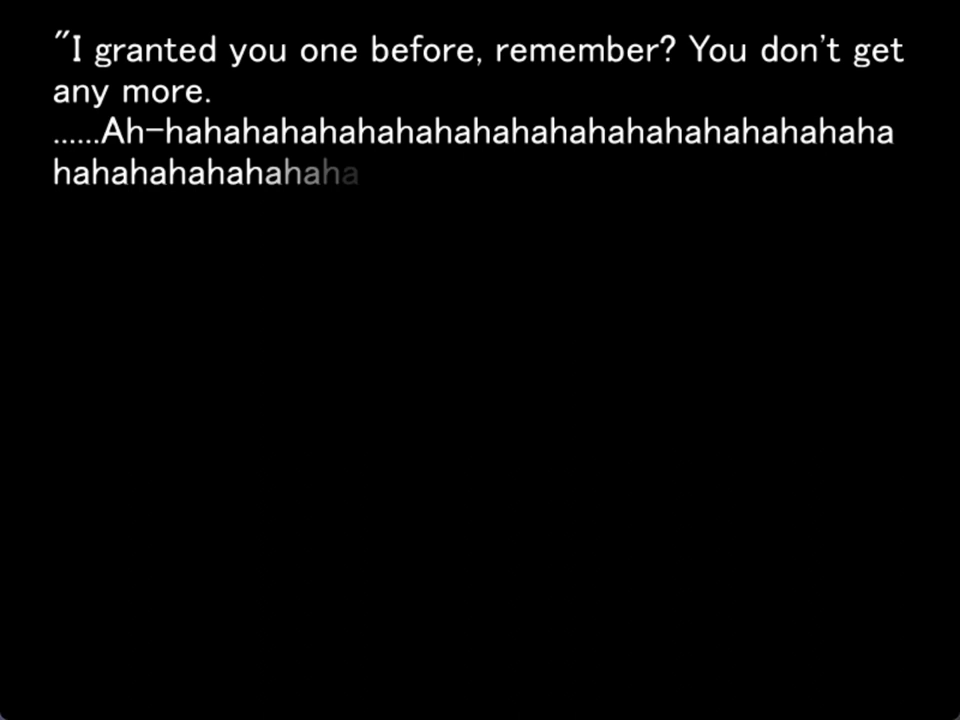 "I granted you one before, remember? You don't get
any more.
......Ah-hahahahahahahahahahahahahahahahahahaha
hahahahahahahaha